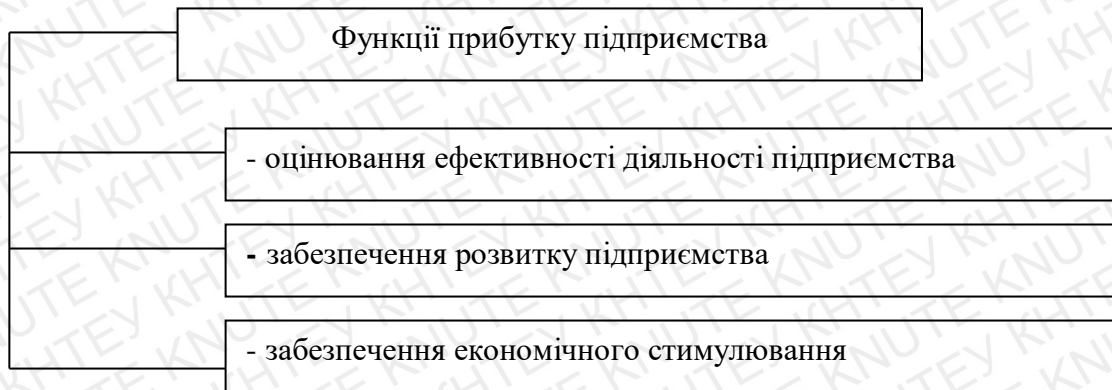 Функції прибутку підприємства
- оцінювання ефективності діяльності підприємства
- забезпечення розвитку підприємства
- забезпечення економічного стимулювання